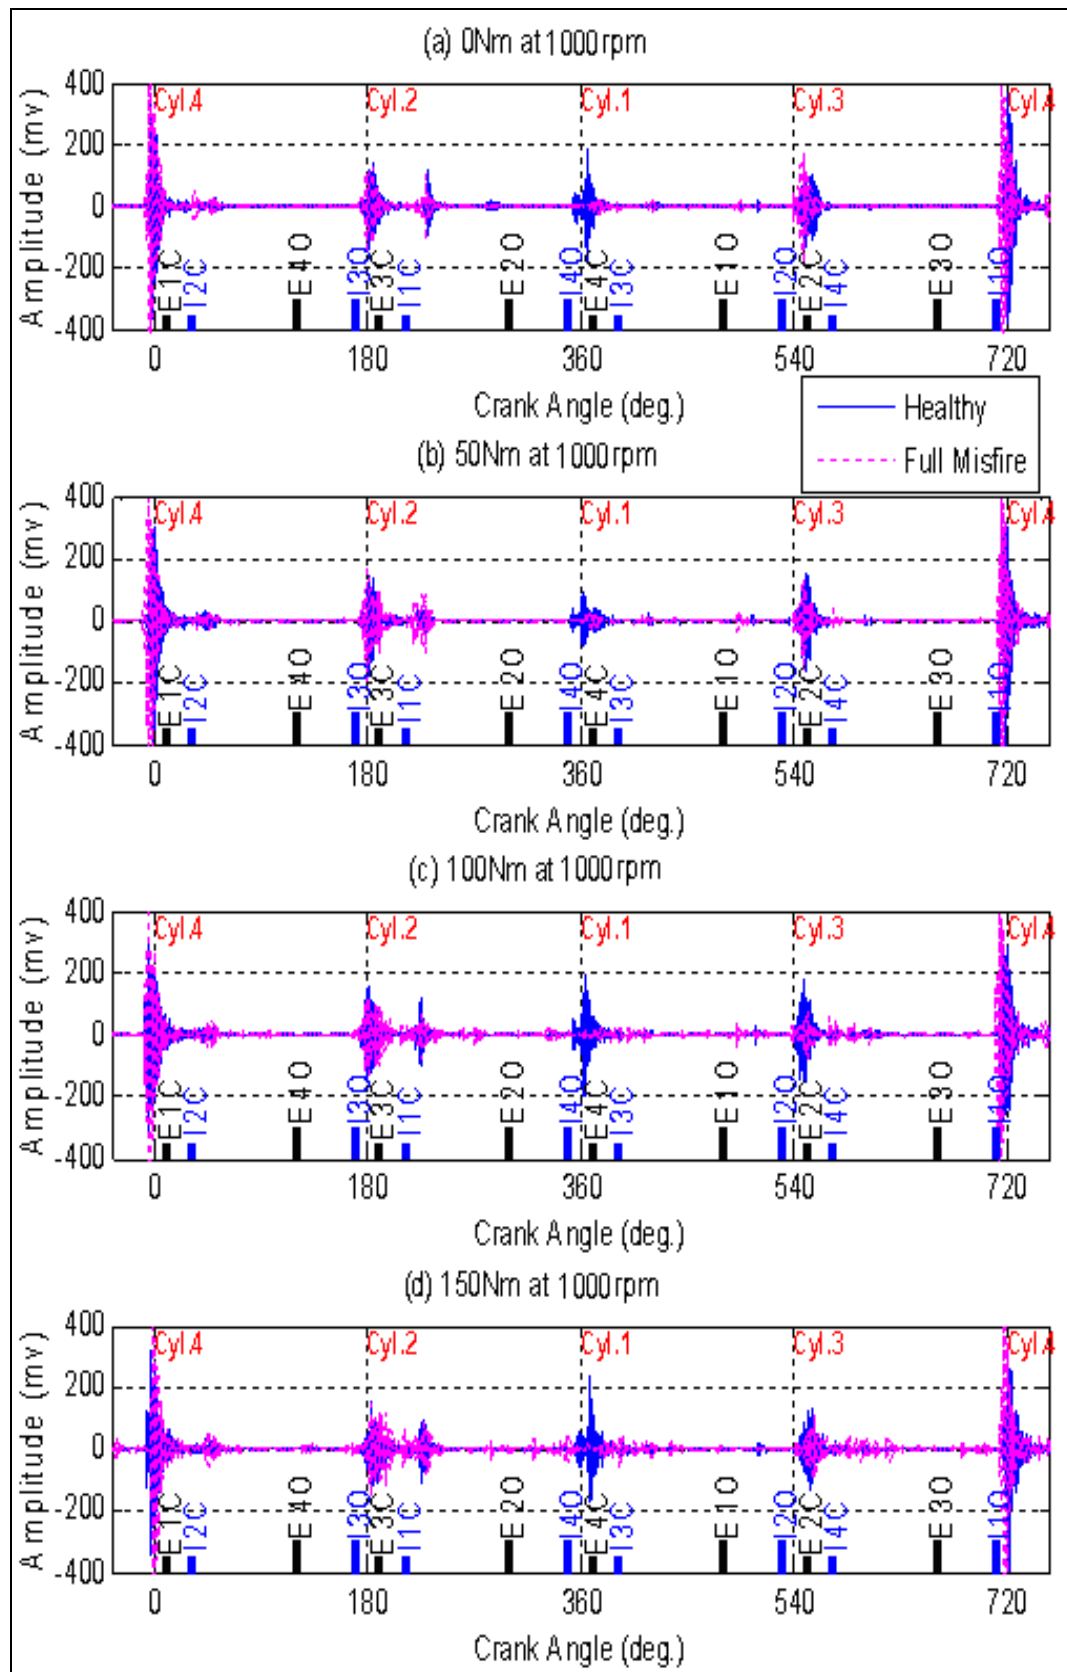 (a) 0Nm at 1000rpm
Amplitude (mv)
400
200
0
-200
-400
Cyl.4 Cyl.2 Cyl.1 Cyl.3 Cyl.4
E1C I2C E4O I3O E3C I1C E2O I4O E4C I3C E1O I2O E2C I4C E3O I1O
0 180 360 540 720
Crank Angle (deg.)
Healthy
Full Misfire
(b) 50Nm at 1000rpm
Amplitude (mv)
400
200
0
-200
-400
Cyl.4 Cyl.2 Cyl.1 Cyl.3 Cyl.4
E1C I2C E4O I3O E3C I1C E2O I4O E4C I3C E1O I2O E2C I4C E3O I1O
0 180 360 540 720
Crank Angle (deg.)
(c) 100Nm at 1000rpm
Amplitude (mv)
400
200
0
-200
-400
Cyl.4 Cyl.2 Cyl.1 Cyl.3 Cyl.4
E1C I2C E4O I3O E3C I1C E2O I4O E4C I3C E1O I2O E2C I4C E3O I1O
0 180 360 540 720
Crank Angle (deg.)
(d) 150Nm at 1000rpm
Amplitude (mv)
400
200
0
-200
-400
Cyl.4 Cyl.2 Cyl.1 Cyl.3 Cyl.4
E1C I2C E4O I3O E3C I1C E2O I4O E4C I3C E1O I2O E2C I4C E3O I1O
0 180 360 540 720
Crank Angle (deg.)